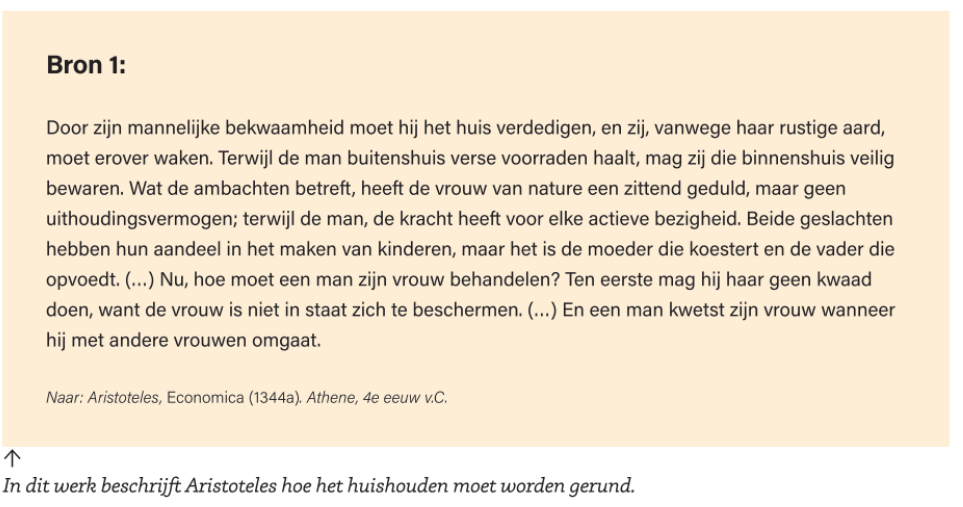 Bron 1:
Door zijn mannelijke bekwaamheid moet hij het huis verdedigen, en zij, vanwege haar rustige aard,
moet erover waken. Terwijl de man buitenshuis verse voorraden haalt, mag zij die binnenshuis veilig
bewaren. Wat de ambachten betreft, heeft de vrouw van nature een zittend geduld, maar geen
uithoudingsvermogen; terwijl de man, de kracht heeft voor elke actieve bezigheid. Beide geslachten
hebben hun aandeel in het maken van kinderen, maar het is de moeder die koestert en de vader die
opvoedt. (...) Nu, hoe moet een man zijn vrouw behandelen? Ten eerste mag hij haar geen kwaad
doen, want de vrouw is niet in staat zich te beschermen. (...) En een man kwetst zijn vrouw wanneer
hij met andere vrouwen omgaat.
Naar: Aristoteles, Economica (1344a). Athene, 4e eeuw v.C.
↑
In dit werk beschrijft Aristoteles hoe het huishouden moet worden gerund.